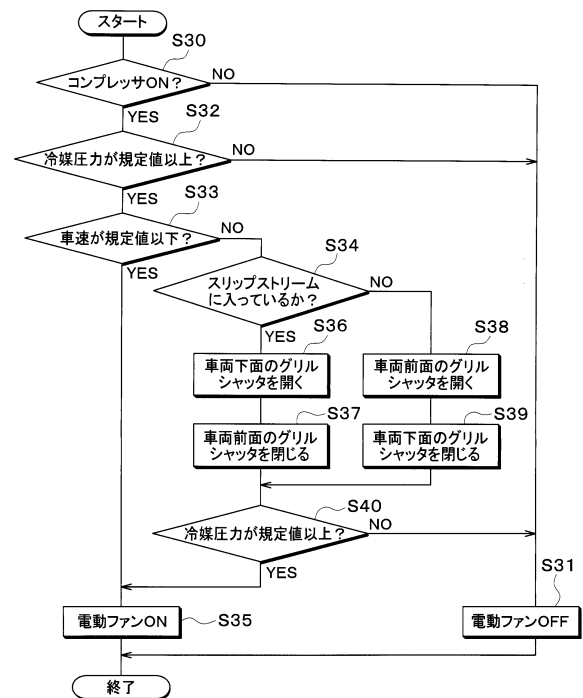 スタート
S30
コンプレッサON？
NO
YES
S32
冷媒圧力が規定値以上？
NO
YES
S33
車速が規定値以下？
NO
YES
S34
スリップストリーム
に入っているか？
NO
YES
S36
車両下面のグリル
シャッタを開く
S38
車両前面のグリル
シャッタを開く
S37
車両前面のグリル
シャッタを閉じる
S39
車両下面のグリル
シャッタを閉じる
S40
冷媒圧力が規定値以上？
NO
YES
電動ファンON
S35
S31
電動ファンOFF
終了